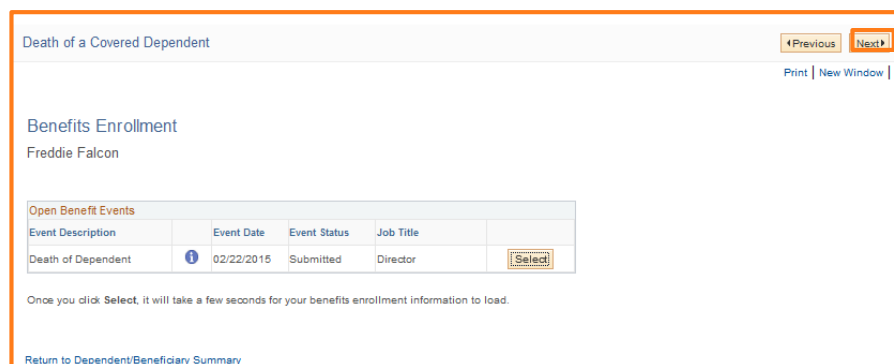 Death of a Covered Dependent
Previous Next
Print | New Window |
Benefits Enrollment
Freddie Falcon
Open Benefit Events
Event Description Event Date Event Status Job Title
Death of Dependent 02/22/2015 Submitted Director Select
Once you click Select, it will take a few seconds for your benefits enrollment information to load.
Return to Dependent/Beneficiary Summary